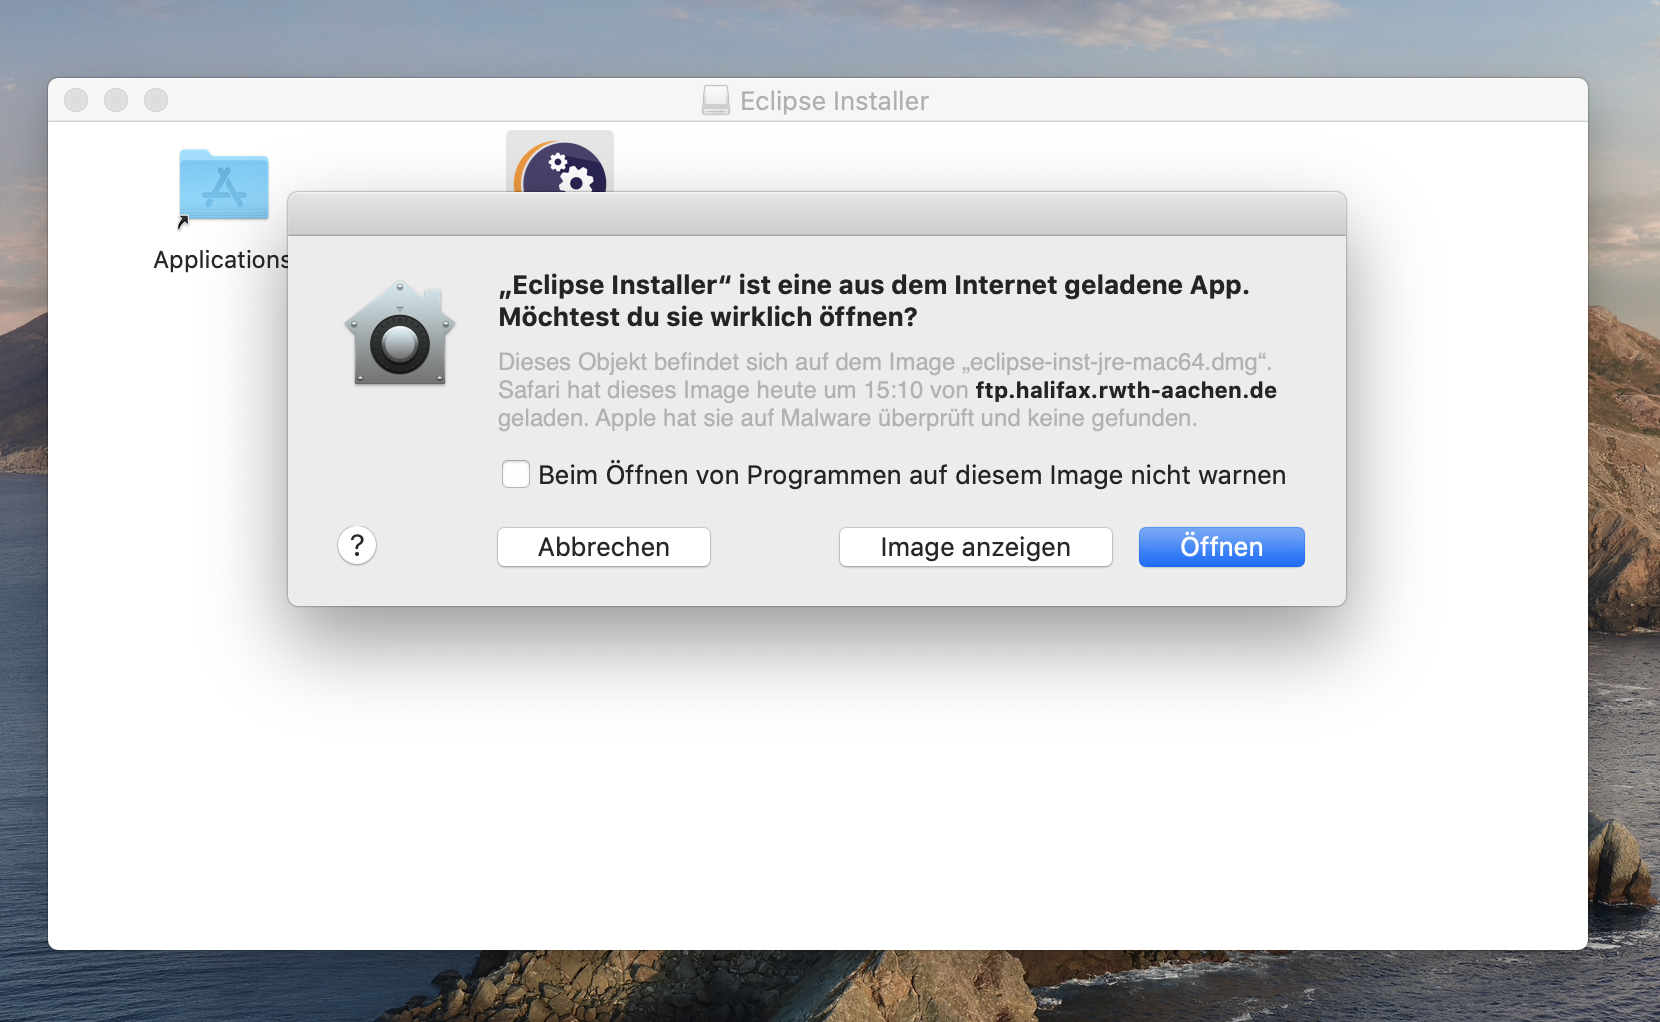 Eclipse Installer
Applications
„Eclipse Installer“ ist eine aus dem Internet geladene App.
Möchtest du sie wirklich öffnen?
Dieses Objekt befindet sich auf dem Image „eclipse-inst-jre-mac64.dmg“.
Safari hat dieses Image heute um 15:10 von ftp.halifax.rwth-aachen.de
geladen. Apple hat sie auf Malware überprüft und keine gefunden.
Beim Öffnen von Programmen auf diesem Image nicht warnen
? Abbrechen Image anzeigen Öffnen